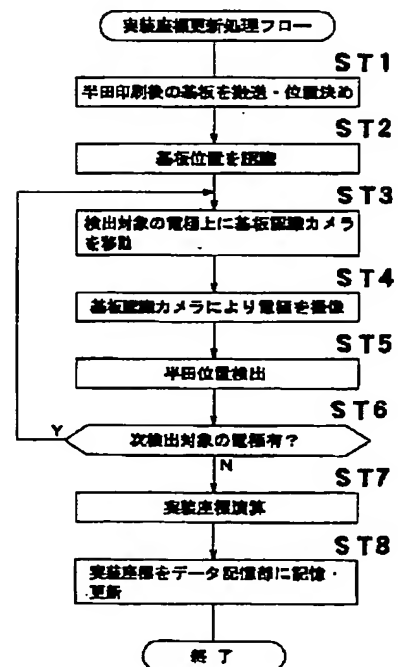 実装座標更新処理フロー
ST1
半田印刷後の基板を搬送・位置決め
ST2
基板位置を認識
ST3
検出対象の電極上に基板認識カメラ
を移動
ST4
基板認識カメラにより電極を撮像
ST5
半田位置検出
ST6
Y
次検出対象の電極有?
N
ST7
実装座標演算
ST8
実装座標をデータ記憶部に記憶・
更新
終了